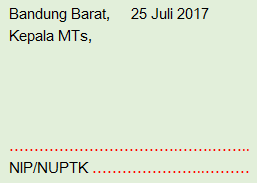 Bandung Barat, 25 Juli 2017
Kepala MTs,
…………………………………………..
NIP/NUPTK …………………..………